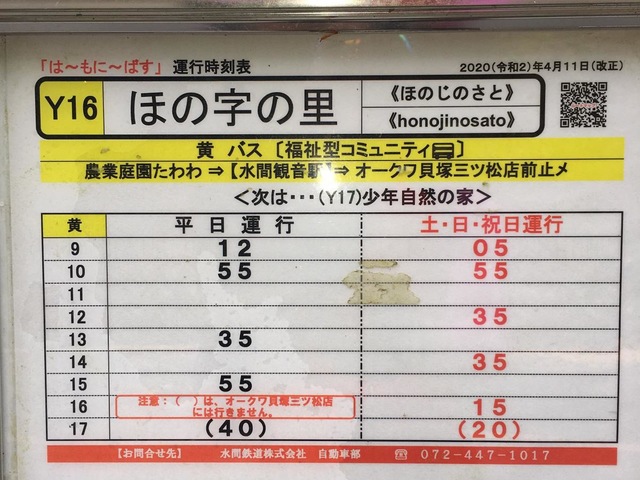 「は～もに～ばす」 運行時刻表
2020(令和2)年4月11日(改正)
Y16 ほの字の里
《ほのじのさと》
《honojinosato》
黄 バス〔福祉型コミュニティ〕
農業庭園たわわ ⇒【水間観音駅】⇒ オークワ貝塚三ツ松店前止メ
＜次は・・・(Y17)少年自然の家＞
黄 平日運行 土・日・祝日運行
9 12 05
10 55 55
11
12 35
13 35
14 35
15 55
16 注意：（ ）は、オークワ貝塚三ツ松店
には行きません。 15
17 (40) (20)
【お問合せ先】 水間鉄道株式会社 自動車部 ☎ 072-447-1017